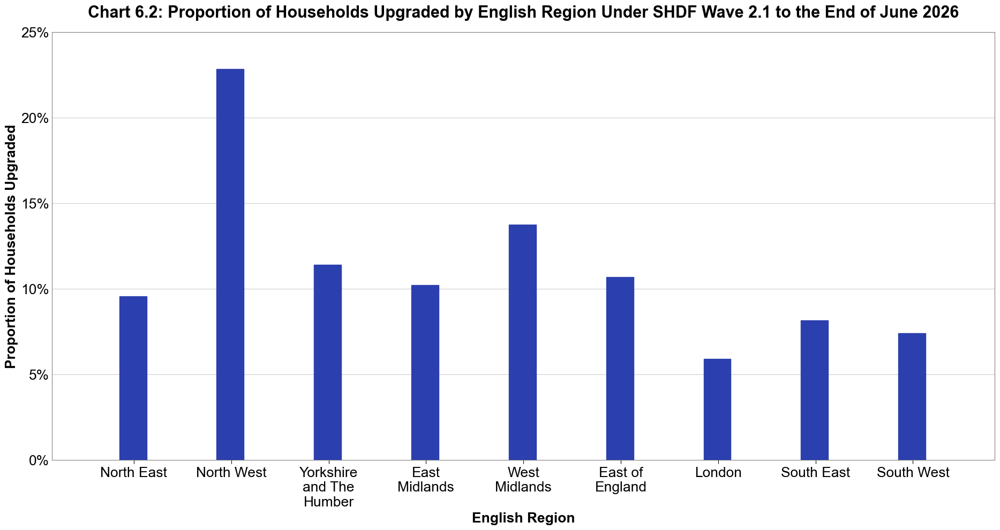 Chart 6.2: Proportion of Households Upgraded by English Region Under SHDF Wave 2.1 to the End of June 2026
Proportion of Households Upgraded
25%
20%
15%
10%
5%
0%
North East
North West
Yorkshire
and The
Humber
East
Midlands
West
Midlands
East of
England
London
South East
South West
English Region